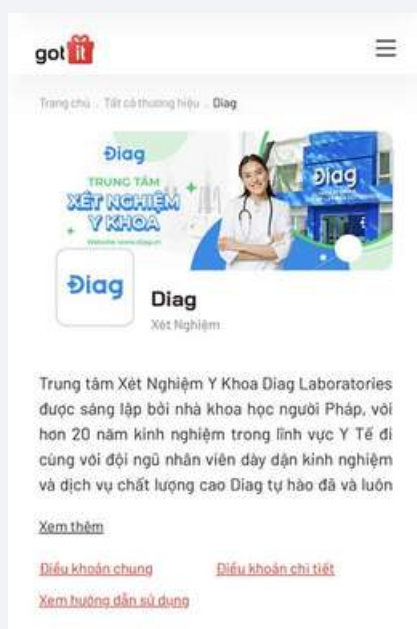 got it
Trang chủ . Tất cả thương hiệu . Diag
Diag
TRUNG TÂM
XÉT NGHIỆM
Y KHOA
Website: www.diag.vn
Diag
Diag
Diag
Xét Nghiệm
Trung tâm Xét Nghiệm Y Khoa Diag Laboratories
được sáng lập bởi nhà khoa học người Pháp, với
hơn 20 năm kinh nghiệm trong lĩnh vực Y Tế đi
cùng với đội ngũ nhân viên dày dặn kinh nghiệm
và dịch vụ chất lượng cao Diag tự hào đã và luôn
Xem thêm
Điều khoản chung Điều khoản chi tiết
Xem hướng dẫn sử dụng